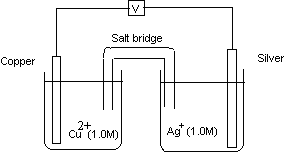 V
Salt bridge
Copper
Silver
Cu²⁺ (1.0M)
Ag⁺ (1.0M)